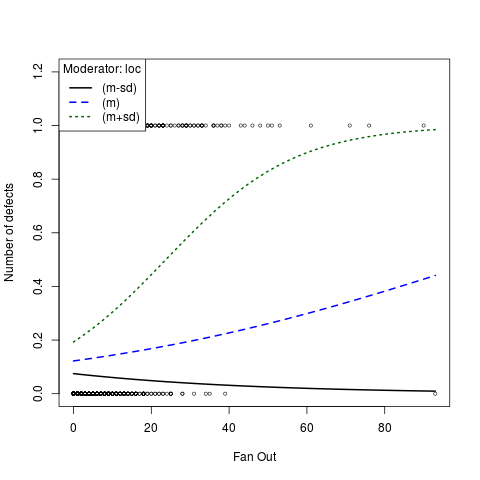 Moderator: loc
(m-sd)
(m)
(m+sd)
Number of defects
1.2
1.0
0.8
0.6
0.4
0.2
0.0
0 20 40 60 80
Fan Out